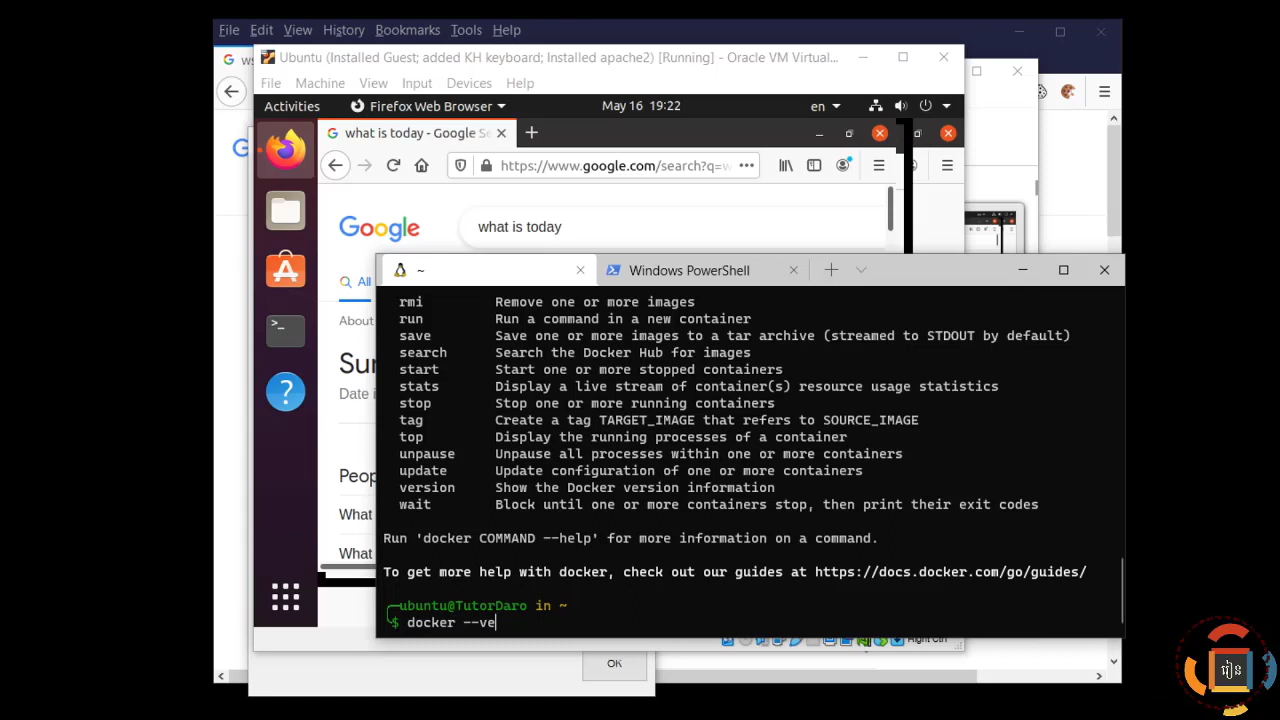 File Edit View History Bookmarks Tools Help
Ubuntu (Installed Guest; added KH keyboard; Installed apache2) [Running] - Oracle VM Virtual...
File Machine View Input Devices Help
Activities Firefox Web Browser May 16 19:22 en
what is today - Google Se
https://www.google.com/search?q=w
Google what is today
All
About
Sun
Date i
Peop
What
What
~ Windows PowerShell
rmi Remove one or more images
run Run a command in a new container
save Save one or more images to a tar archive (streamed to STDOUT by default)
search Search the Docker Hub for images
start Start one or more stopped containers
stats Display a live stream of container(s) resource usage statistics
stop Stop one or more running containers
tag Create a tag TARGET_IMAGE that refers to SOURCE_IMAGE
top Display the running processes of a container
unpause Unpause all processes within one or more containers
update Update configuration of one or more containers
version Show the Docker version information
wait Block until one or more containers stop, then print their exit codes
Run 'docker COMMAND --help' for more information on a command.
To get more help with docker, check out our guides at https://docs.docker.com/go/guides/
ubuntu@TutorDaro in ~
$ docker --ve
Right Ctrl
OK